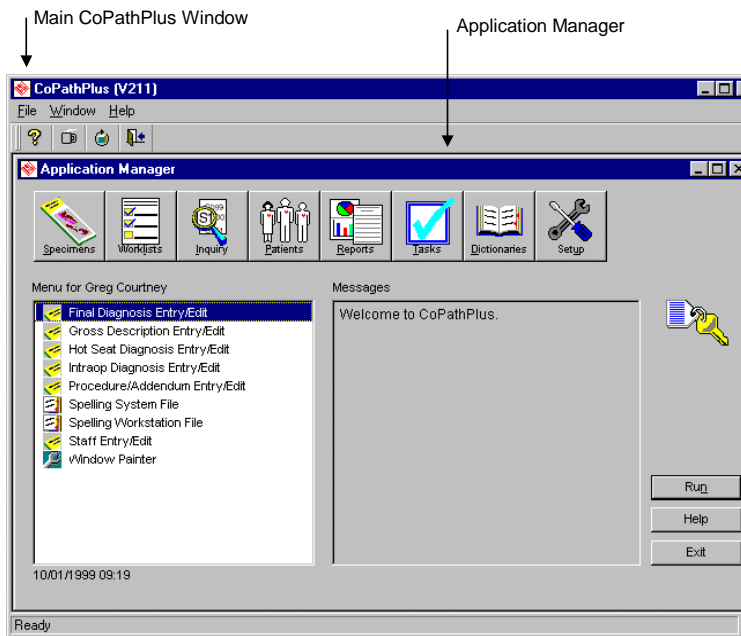 Main CoPathPlus Window
Application Manager
CoPathPlus (V211)
File Window Help
Application Manager
Specimens Worklists Inquiry Patients Reports Tasks Dictionaries Setup
Menu for Greg Courtney
Messages
Final Diagnosis Entry/Edit
Welcome to CoPathPlus.
Gross Description Entry/Edit
Hot Seat Diagnosis Entry/Edit
Intraop Diagnosis Entry/Edit
Procedure/Addendum Entry/Edit
Spelling System File
Spelling Workstation File
Staff Entry/Edit
Window Painter
Run
Help
Exit
10/01/1999 09:19
Ready